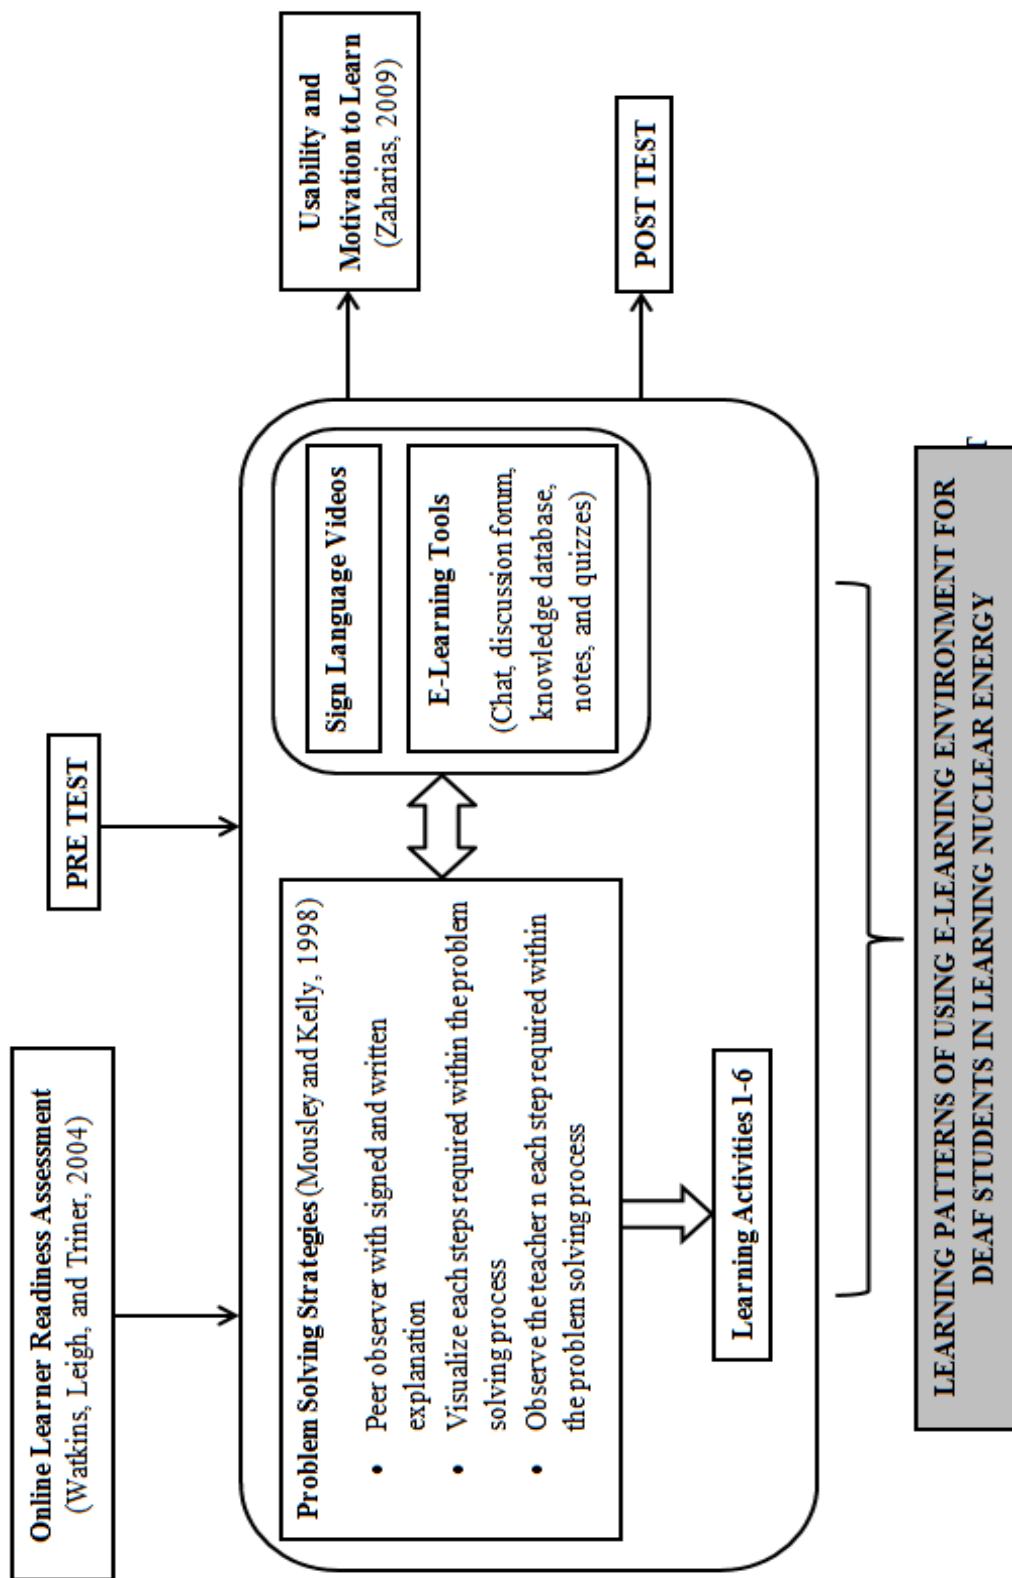 Online Learner Readiness Assessment
(Watkins, Leigh, and Triner, 2004)
PRE TEST
Problem Solving Strategies (Mousley and Kelly, 1998)
• Peer observer with signed and written
explanation
• Visualize each steps required within the problem
solving process
• Observe the teacher n each step required within
the problem solving process
Learning Activities 1-6
Sign Language Videos
E-Learning Tools
(Chat, discussion forum,
knowledge database,
notes, and quizzes)
Usability and
Motivation to Learn
(Zaharias, 2009)
POST TEST
LEARNING PATTERNS OF USING E-LEARNING ENVIRONMENT FOR
DEAF STUDENTS IN LEARNING NUCLEAR ENERGY